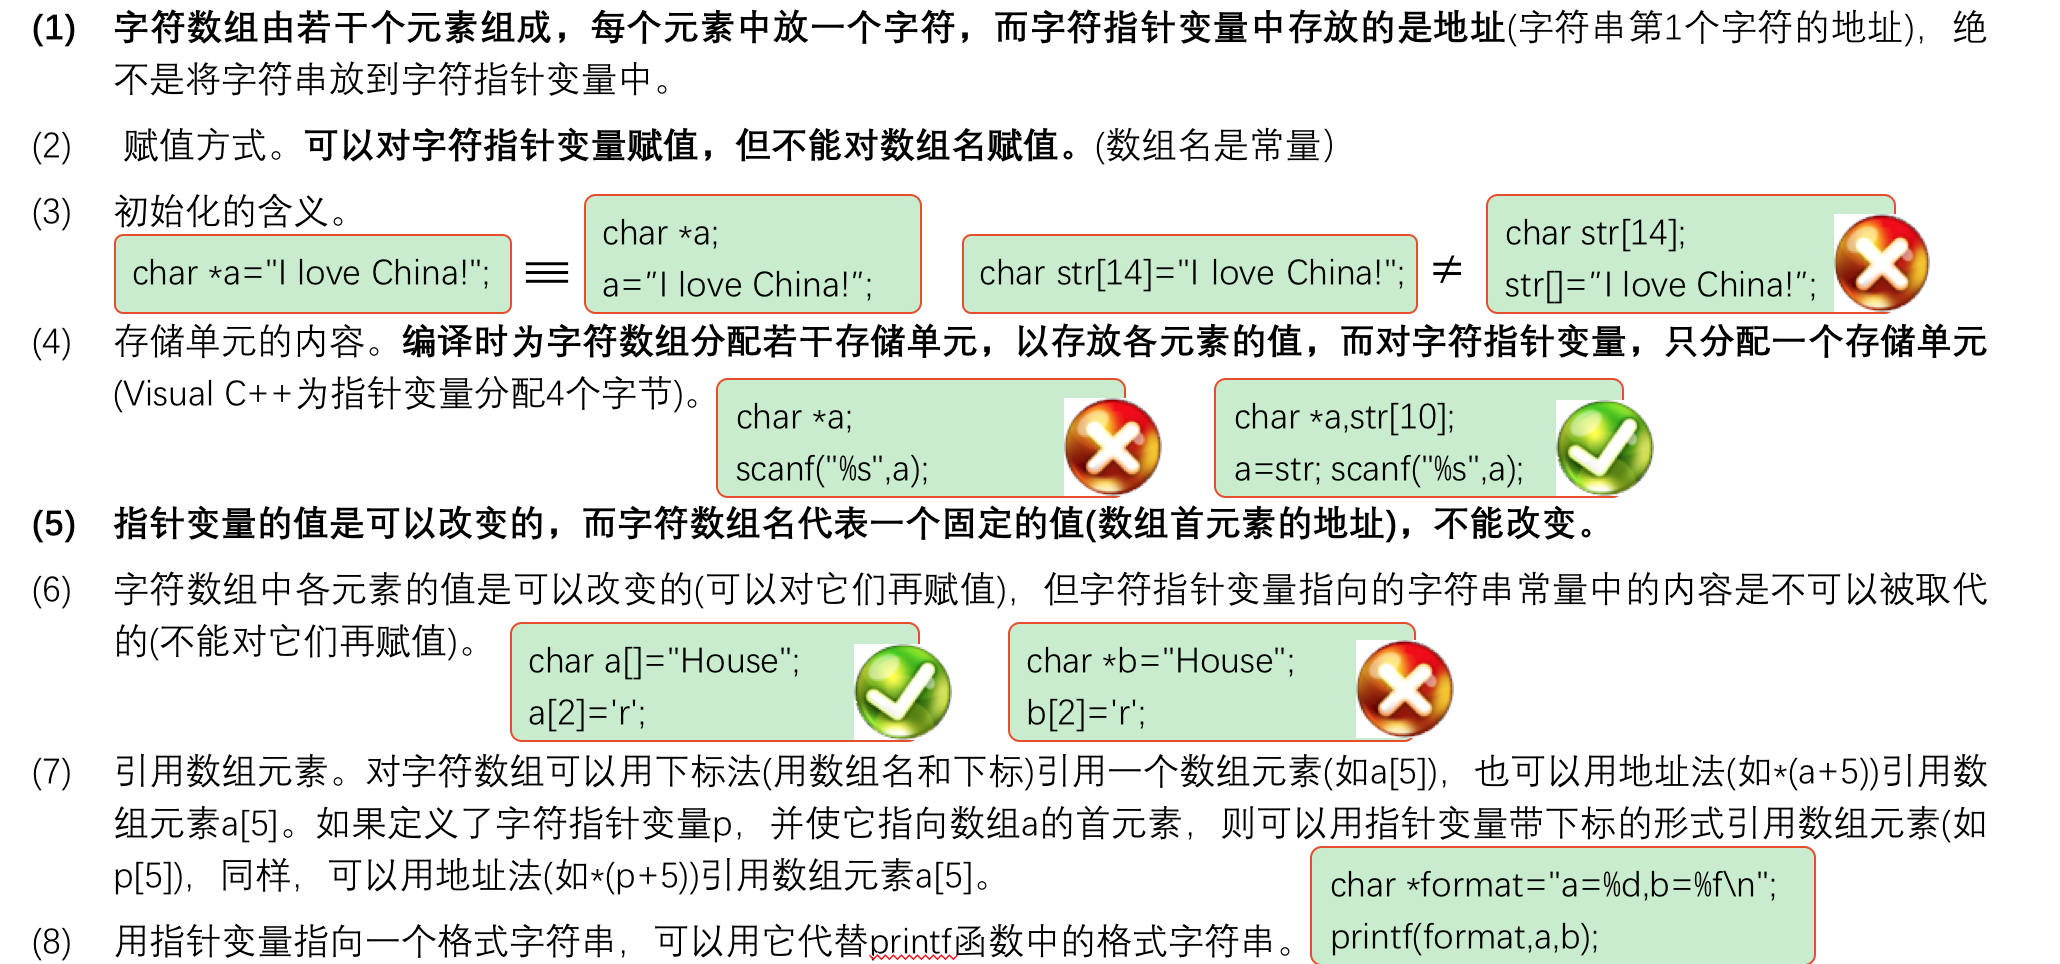 (1) 字符数组由若干个元素组成，每个元素中放一个字符，而字符指针变量中存放的是地址(字符串第1个字符的地址)，绝
不是将字符串放到字符指针变量中。
(2) 赋值方式。可以对字符指针变量赋值，但不能对数组名赋值。(数组名是常量）
(3) 初始化的含义。
char *a="I love China!";
≡
char *a;
a=″I love China!″;
char str[14]="I love China!";
≠
char str[14];
str[]=″I love China!″;
(4) 存储单元的内容。编译时为字符数组分配若干存储单元，以存放各元素的值，而对字符指针变量，只分配一个存储单元
(Visual C++为指针变量分配4个字节)。
char *a;
scanf("%s",a);
char *a,str[10];
a=str; scanf("%s",a);
(5) 指针变量的值是可以改变的，而字符数组名代表一个固定的值(数组首元素的地址)，不能改变。
(6) 字符数组中各元素的值是可以改变的(可以对它们再赋值)，但字符指针变量指向的字符串常量中的内容是不可以被取代
的(不能对它们再赋值)。
char a[]="House";
a[2]='r';
char *b="House";
b[2]='r';
(7) 引用数组元素。对字符数组可以用下标法(用数组名和下标)引用一个数组元素(如a[5])，也可以用地址法(如*(a+5))引用数
组元素a[5]。如果定义了字符指针变量p，并使它指向数组a的首元素，则可以用指针变量带下标的形式引用数组元素(如
p[5])，同样，可以用地址法(如*(p+5))引用数组元素a[5]。
(8) 用指针变量指向一个格式字符串，可以用它代替printf函数中的格式字符串。
char *format="a=%d,b=%f\n";
printf(format,a,b);